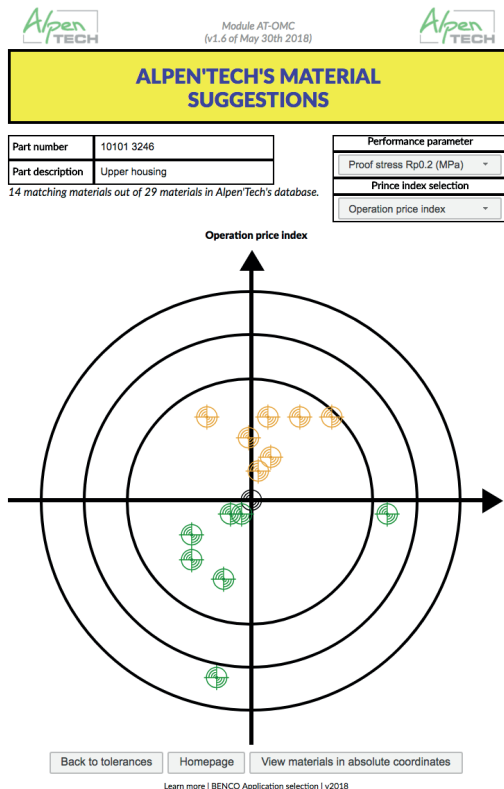 Alpen
TECH
Module AT-OMC
(v1.6 of May 30th 2018)
Alpen
TECH
ALPEN'TECH'S MATERIAL
SUGGESTIONS
Part number 10101 3246
Part description Upper housing
14 matching materials out of 29 materials in Alpen'Tech's database.
Performance parameter
Proof stress Rp0.2 (MPa)
Prince index selection
Operation price index
Operation price index
Back to tolerances Homepage View materials in absolute coordinates
Learn more | BENCO Application selection | v2018